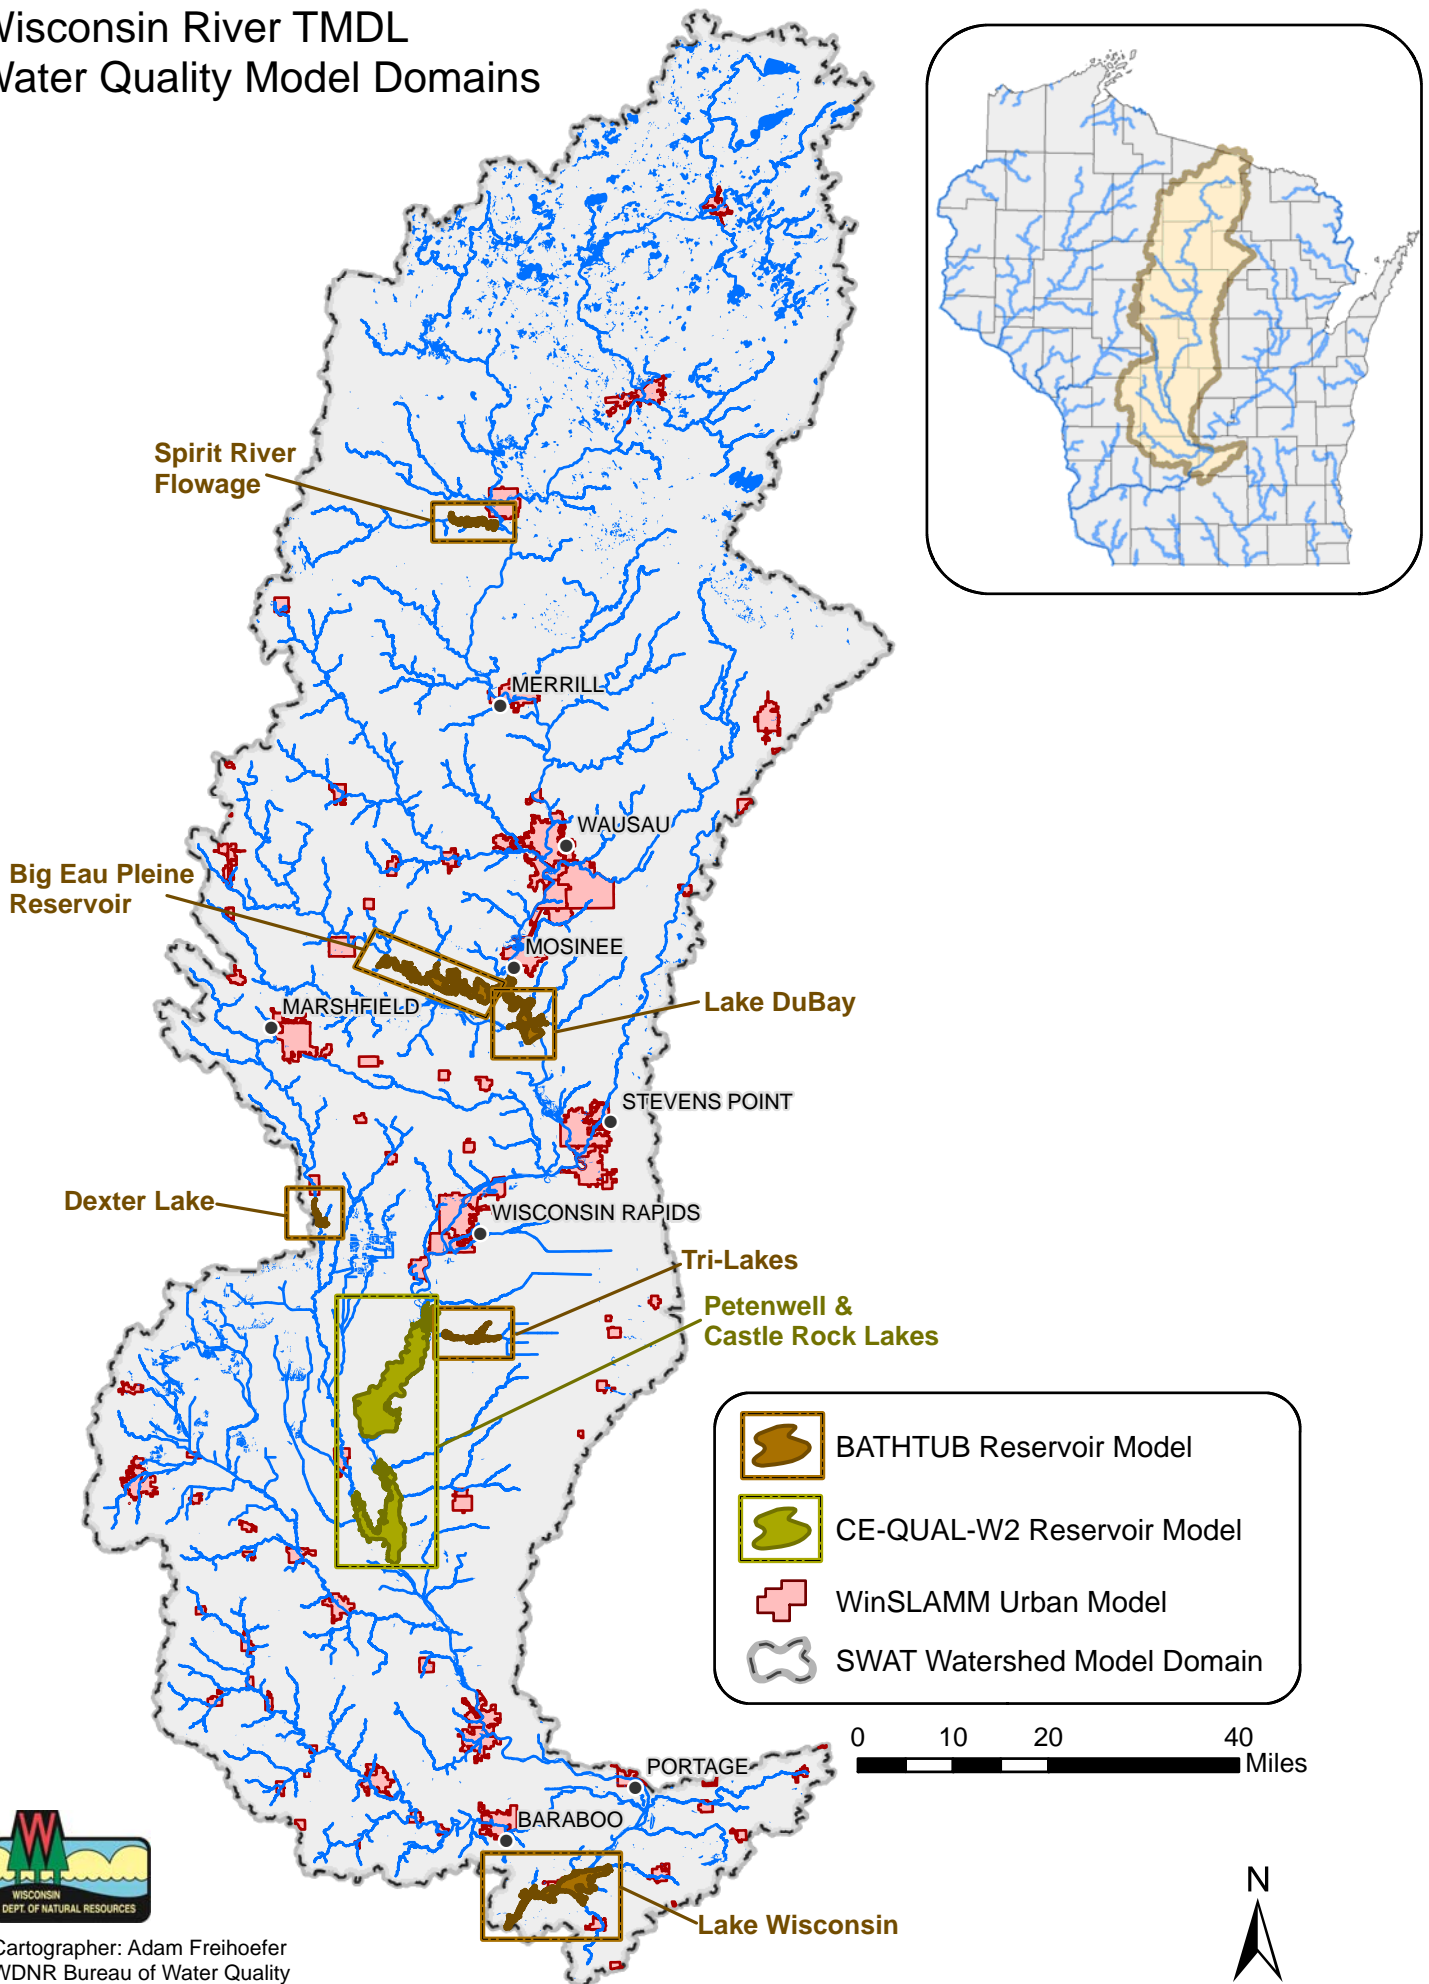 Wisconsin River TMDL
Water Quality Model Domains
Spirit River
Flowage
MERRILL
WAUSAU
Big Eau Pleine
Reservoir
MOSINEE
MARSHFIELD
Lake DuBay
STEVENS POINT
Dexter Lake
WISCONSIN RAPIDS
Tri-Lakes
Petenwell &
Castle Rock Lakes
BATHTUB Reservoir Model
CE-QUAL-W2 Reservoir Model
WinSLAMM Urban Model
SWAT Watershed Model Domain
0 10 20 40
Miles
PORTAGE
BARABOO
Lake Wisconsin
N
W
WISCONSIN
DEPT. OF NATURAL RESOURCES
Cartographer: Adam Freihoefer
WDNR Bureau of Water Quality